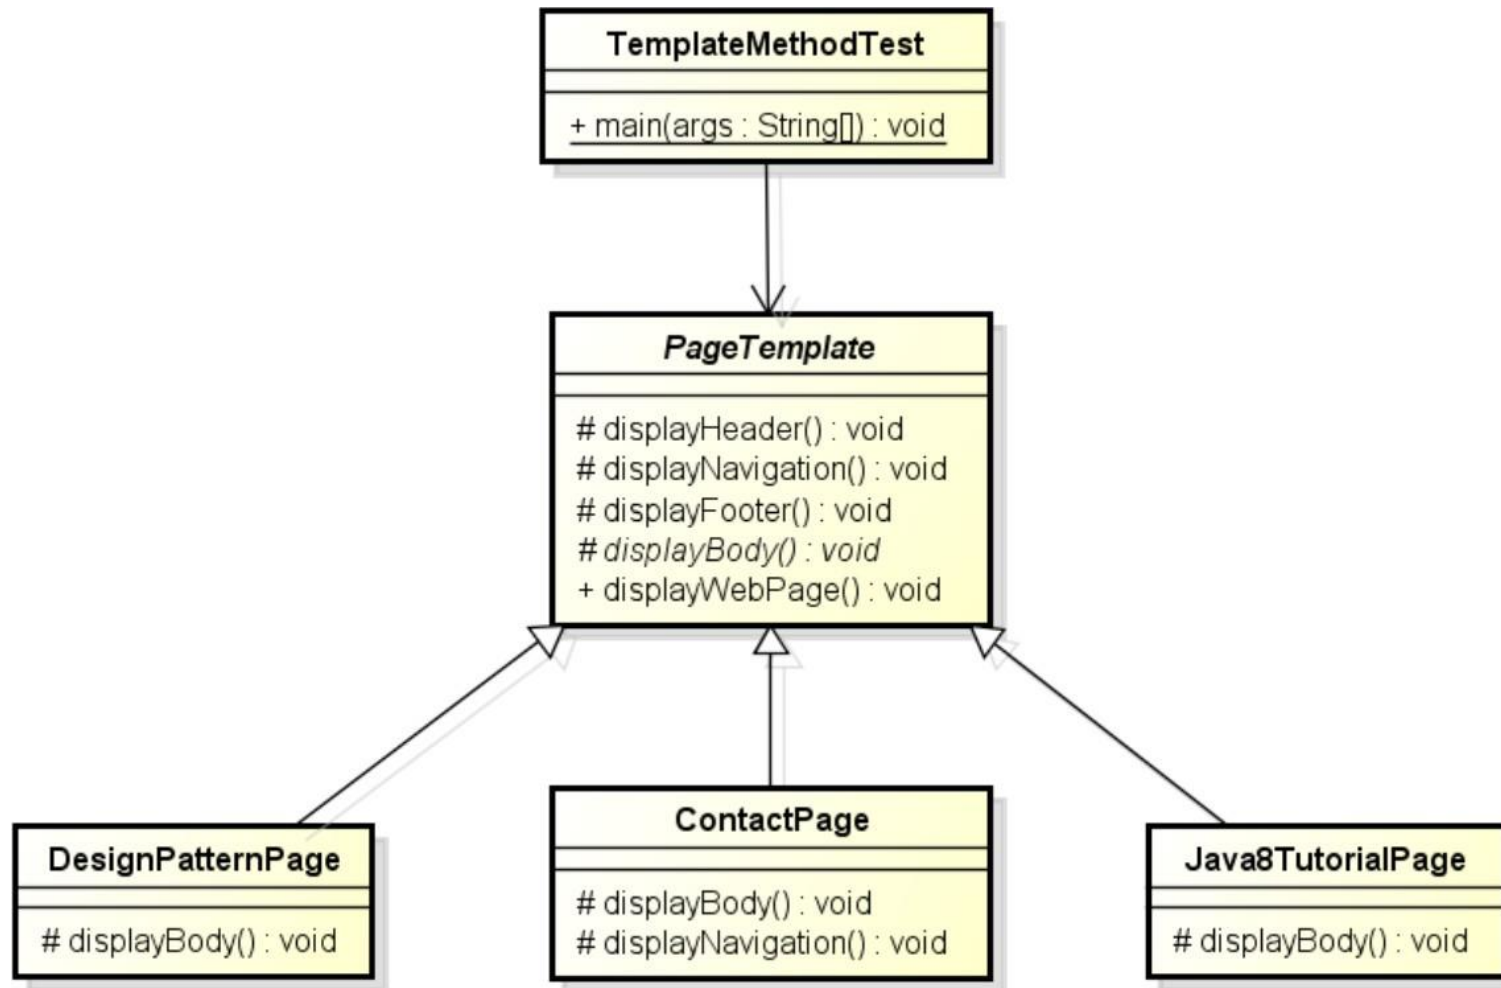 TemplateMethodTest
+ main(args : String[]) : void
PageTemplate
# displayHeader() : void
# displayNavigation() : void
# displayFooter() : void
# displayBody() : void
+ displayWebPage() : void
DesignPatternPage
# displayBody() : void
ContactPage
# displayBody() : void
# displayNavigation() : void
Java8TutorialPage
# displayBody() : void